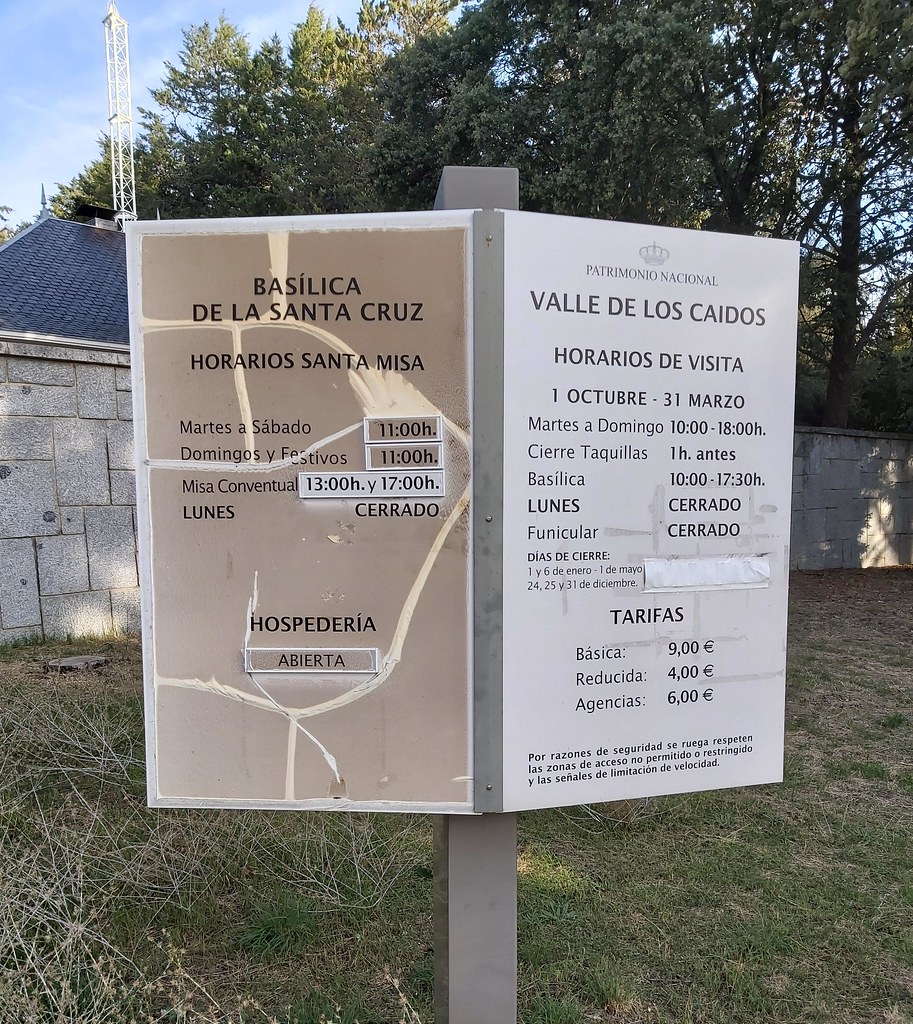 BASÍLICA
DE LA SANTA CRUZ
HORARIOS SANTA MISA
Martes a Sábado 11:00h.
Domingos y Festivos 11:00h.
Misa Conventual 13:00h. y 17:00h.
LUNES CERRADO
HOSPEDERÍA
ABIERTA
PATRIMONIO NACIONAL
VALLE DE LOS CAIDOS
HORARIOS DE VISITA
1 OCTUBRE - 31 MARZO
Martes a Domingo 10:00-18:00h.
Cierre Taquillas 1h. antes
Basílica 10:00-17:30h.
LUNES CERRADO
Funicular CERRADO
DÍAS DE CIERRE:
1 y 6 de enero - 1 de mayo
24, 25 y 31 de diciembre.
TARIFAS
Básica: 9,00 €
Reducida: 4,00 €
Agencias: 6,00 €
Por razones de seguridad se ruega respeten
las zonas de acceso no permitido o restringido
y las señales de limitación de velocidad.